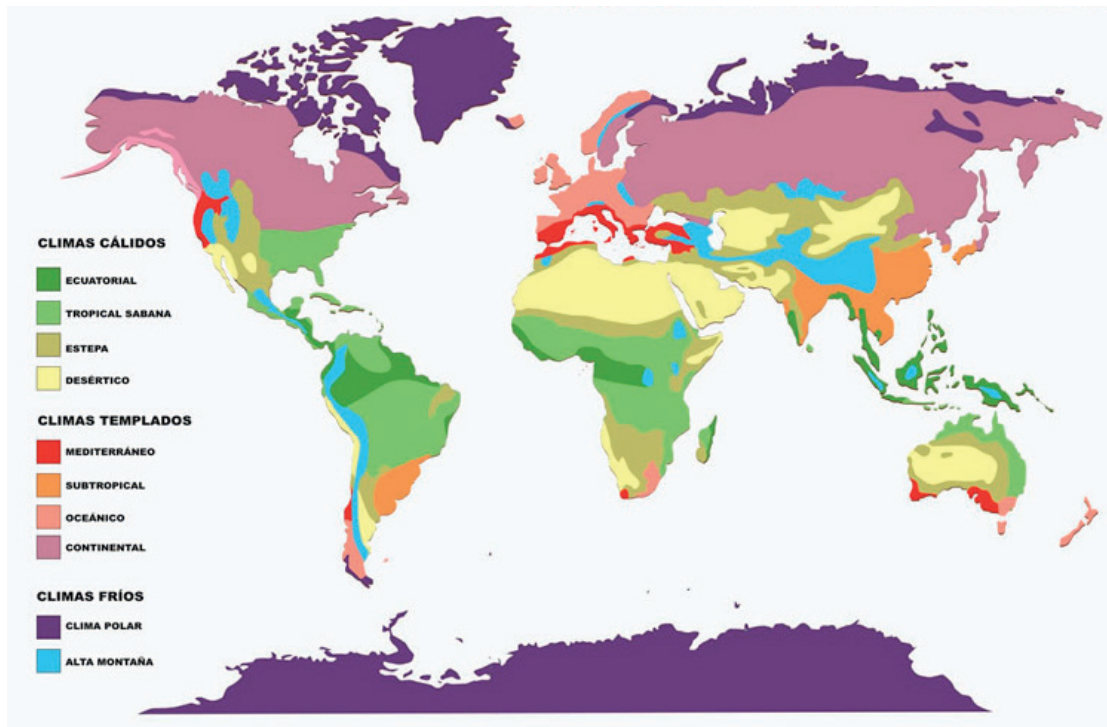 CLIMAS CÁLIDOS
ECUATORIAL
TROPICAL SABANA
ESTEPA
DESÉRTICO
CLIMAS TEMPLADOS
MEDITERRÁNEO
SUBTROPICAL
OCEÁNICO
CONTINENTAL
CLIMAS FRÍOS
CLIMA POLAR
ALTA MONTAÑA